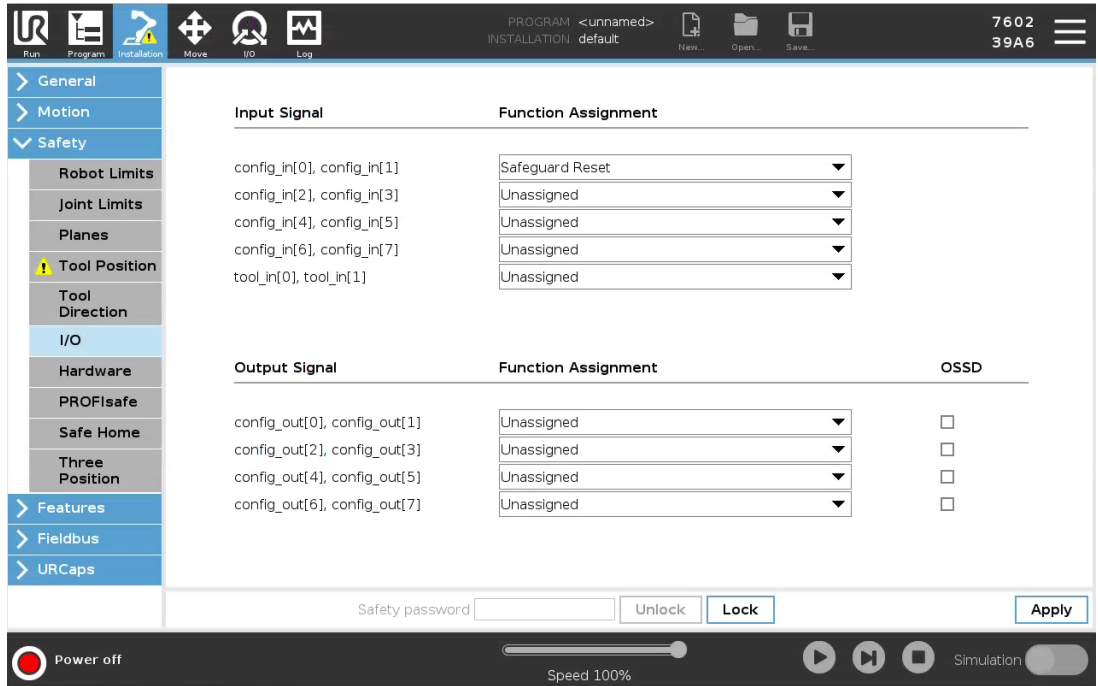 PROGRAM <unnamed>
INSTALLATION default
7602
39A6
Run Program Installation Move I/O Log New... Open... Save...
General
Motion
Safety
Robot Limits
Joint Limits
Planes
Tool Position
Tool
Direction
I/O
Hardware
PROFIsafe
Safe Home
Three
Position
Features
Fieldbus
URCaps
Input Signal Function Assignment
config_in[0], config_in[1] Safeguard Reset
config_in[2], config_in[3] Unassigned
config_in[4], config_in[5] Unassigned
config_in[6], config_in[7] Unassigned
tool_in[0], tool_in[1] Unassigned
Output Signal Function Assignment OSSD
config_out[0], config_out[1] Unassigned
config_out[2], config_out[3] Unassigned
config_out[4], config_out[5] Unassigned
config_out[6], config_out[7] Unassigned
Safety password Unlock Lock Apply
Power off
Speed 100%
Simulation